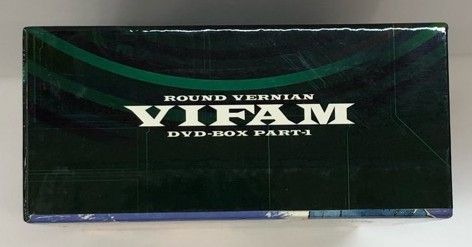 ROUND VERNIAN
VIFAM
DVD-BOX PART-1